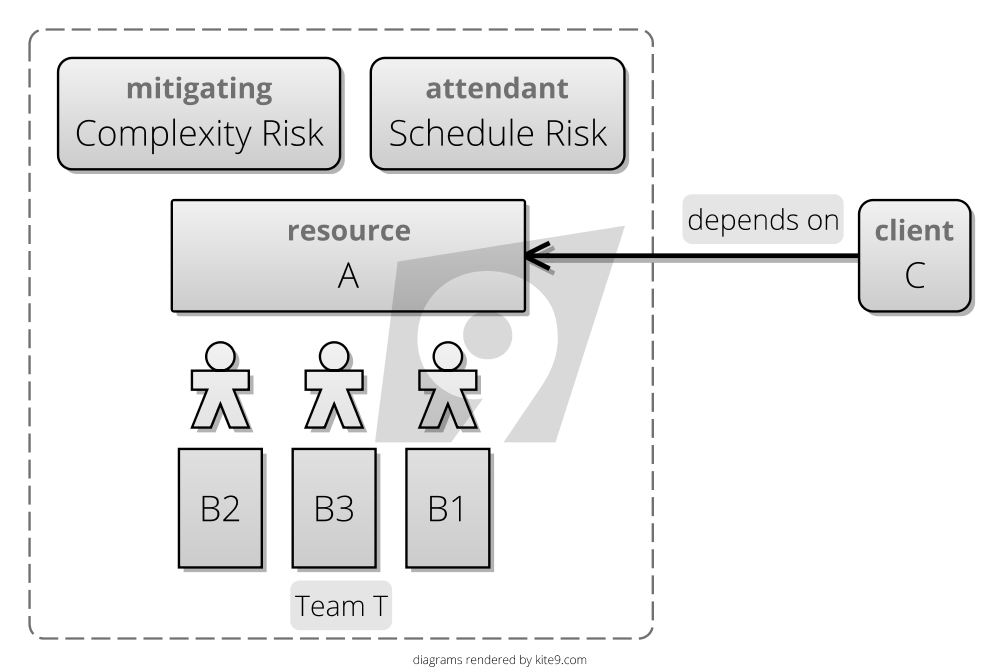 mitigating
Complexity Risk
attendant
Schedule Risk
resource
A
depends on
client
C
B2
B3
B1
Team T
diagrams rendered by kite9.com